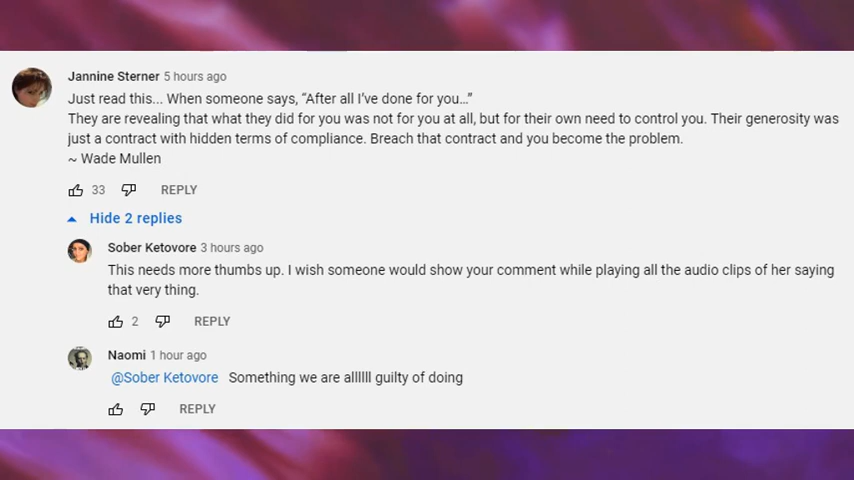 Jannine Sterner 5 hours ago
Just read this... When someone says, “After all I’ve done for you…”
They are revealing that what they did for you was not for you at all, but for their own need to control you. Their generosity was
just a contract with hidden terms of compliance. Breach that contract and you become the problem.
~ Wade Mullen
33 REPLY
Hide 2 replies
Sober Ketovore 3 hours ago
This needs more thumbs up. I wish someone would show your comment while playing all the audio clips of her saying
that very thing.
2 REPLY
Naomi 1 hour ago
@Sober Ketovore Something we are allllll guilty of doing
REPLY